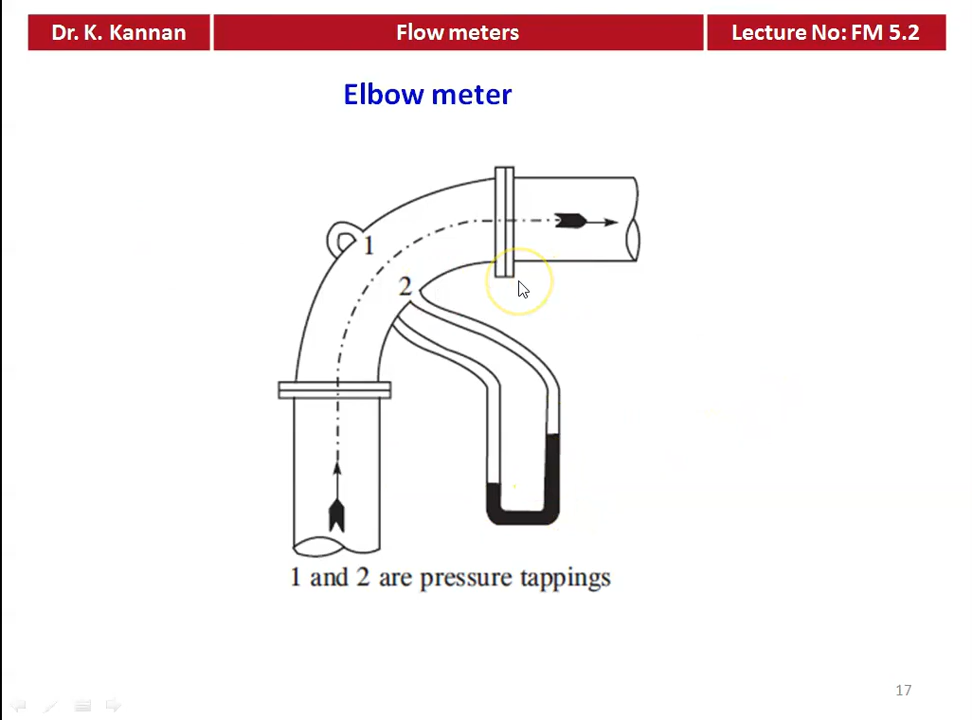 Dr. K. Kannan
Flow meters
Lecture No: FM 5.2
Elbow meter
1
2
1 and 2 are pressure tappings
17